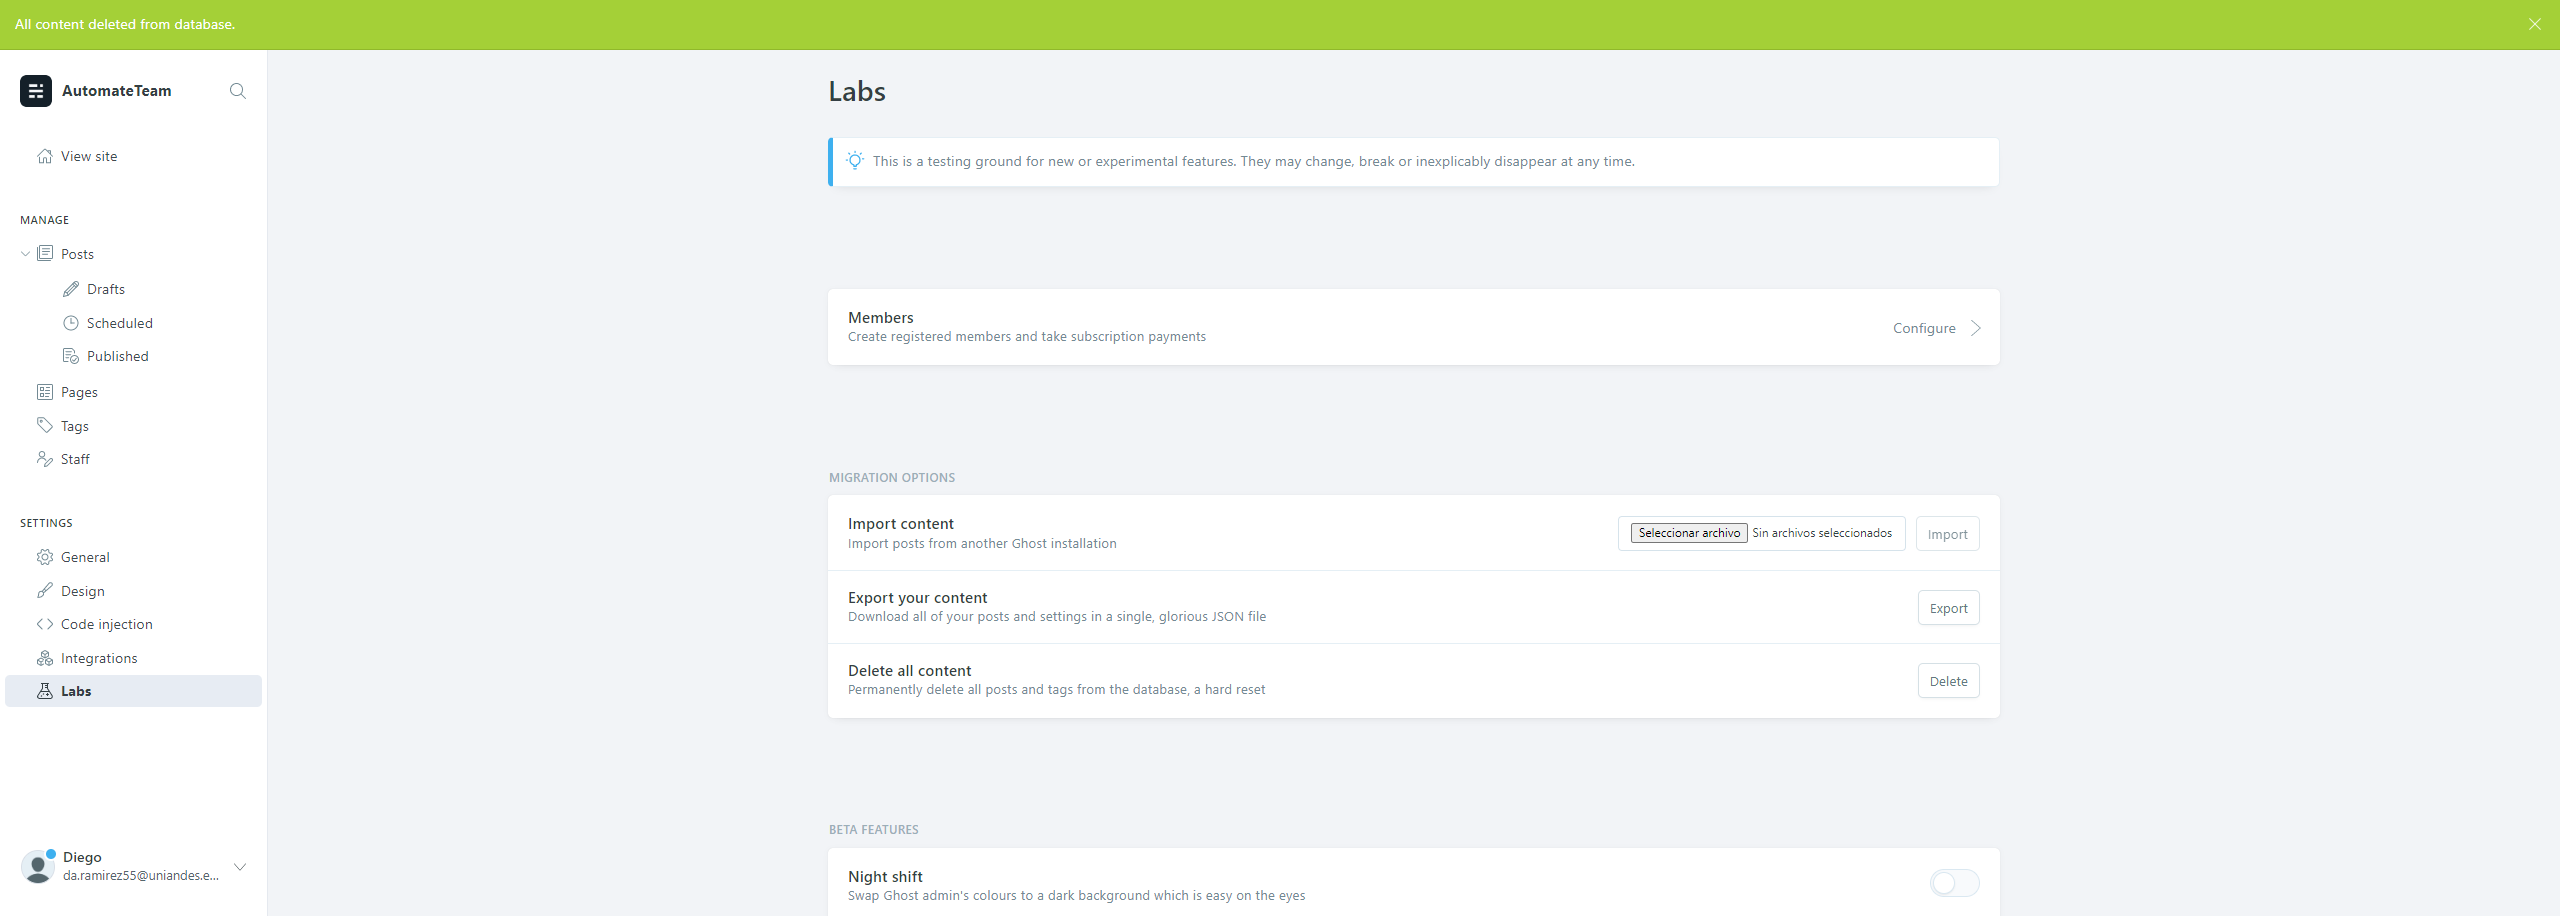 All content deleted from database.
AutomateTeam
View site
MANAGE
Posts
Drafts
Scheduled
Published
Pages
Tags
Staff
SETTINGS
General
Design
Code injection
Integrations
Labs
Diego
da.ramirez55@uniandes.e...
Labs
This is a testing ground for new or experimental features. They may change, break or inexplicably disappear at any time.
Members
Create registered members and take subscription payments
Configure
MIGRATION OPTIONS
Import content
Import posts from another Ghost installation
Seleccionar archivo Sin archivos seleccionados
Import
Export your content
Download all of your posts and settings in a single, glorious JSON file
Export
Delete all content
Permanently delete all posts and tags from the database, a hard reset
Delete
BETA FEATURES
Night shift
Swap Ghost admin's colours to a dark background which is easy on the eyes